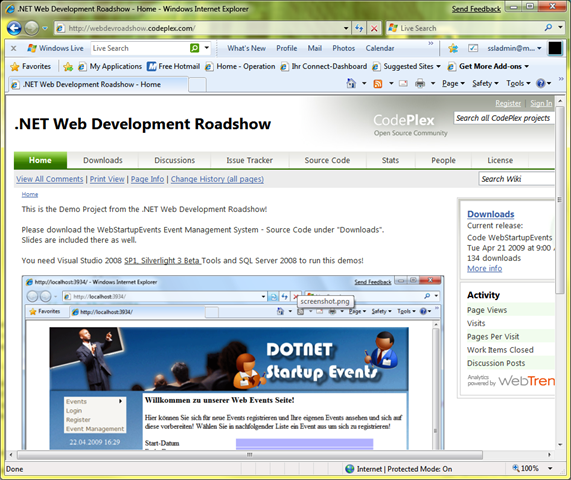 .NET Web Development Roadshow - Home - Windows Internet Explorer
Send Feedback
http://webdevroadshow.codeplex.com/
Live Search
Windows Live
Live Search
What's New
Profile
Mail
Photos
Calendar
ssladmin@m...
Favorites
My Applications
Free Hotmail
Home - Operation
Ihr Connect-Dashboard
Suggested Sites
Get More Add-ons
.NET Web Development Roadshow - Home
Page
Safety
Tools
Register
Sign In
.NET Web Development Roadshow
CodePlex
Open Source Community
Search all CodePlex projects
Home
Downloads
Discussions
Issue Tracker
Source Code
Stats
People
License
View All Comments | Print View | Page Info | Change History (all pages)
Search Wiki
Home
This is the Demo Project from the .NET Web Development Roadshow!
Please download the WebStartupEvents Event Management System - Source Code under "Downloads".
Slides are included there as well.
You need Visual Studio 2008 SP1, Silverlight 3 Beta Tools and SQL Server 2008 to run this demos!
Downloads
Current release:
Code WebStartupEvents
Tue Apr 21 2009 at 9:00
134 downloads
More info
Activity
Page Views
Visits
Pages Per Visit
Work Items Closed
Discussion Posts
Analytics
powered by WebTren
http://localhost:3934/ - Windows Internet Explorer
Send Feedback
http://localhost:3934/
screenshot.png
Favorites
http://localhost:3934/
Page
Safety
Tools
DOTNET
Startup Events
Events
Login
Register
Event Management
22.04.2009 16:29
Willkommen zu unserer Web Events Seite!
Hier können Sie sich für neue Events registrieren und Ihre eigenen Events ansehen und sich auf
diese vorbereiten! Wählen Sie in nachfolgender Liste ein Event aus um sich zu registrieren!
Start-Datum
Done
Internet | Protected Mode: On
100%